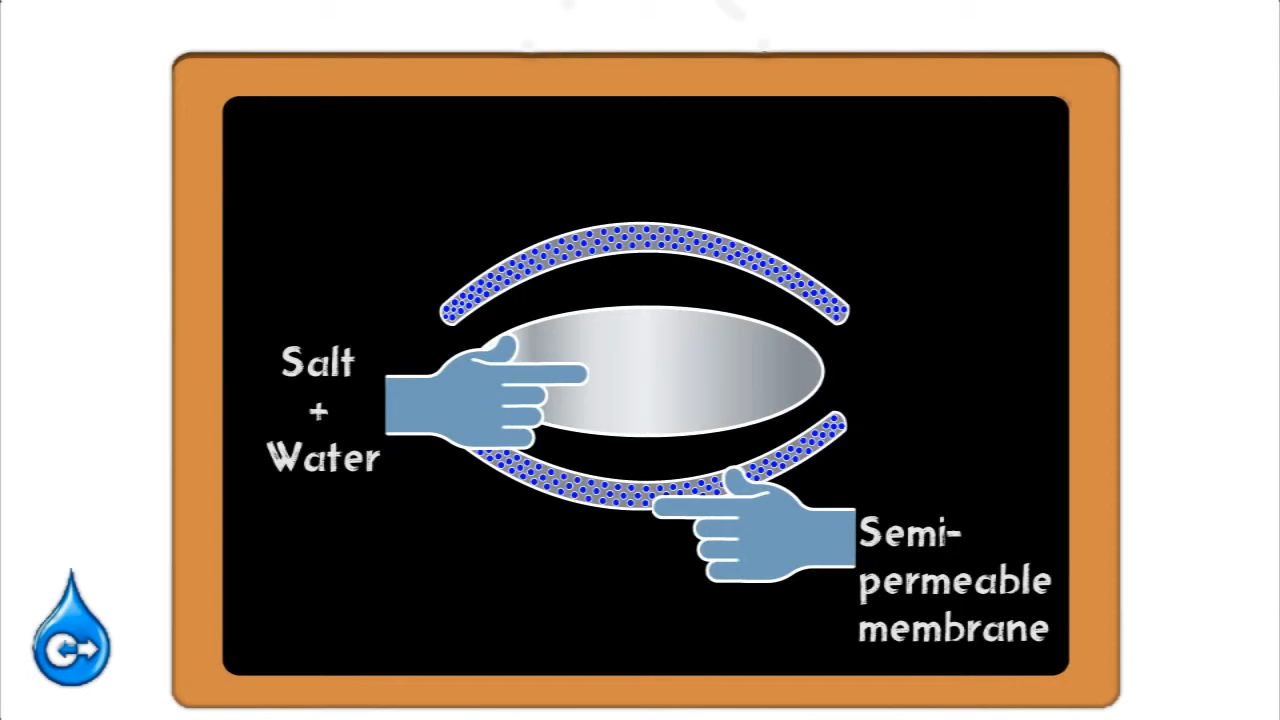 Salt
+
Water
Semi-
permeable
membrane